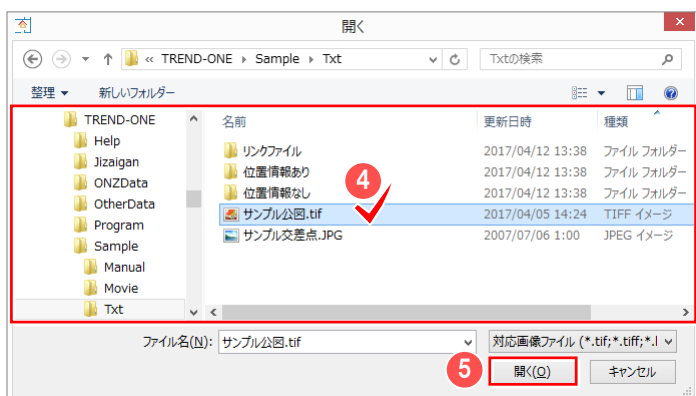 開く
« TREND-ONE Sample Txt Txtの検索
整理 新しいフォルダー
TREND-ONE
Help
Jizaigan
ONZData
OtherData
Program
Sample
Manual
Movie
Txt
名前 更新日時 種類
リンクファイル 2017/04/12 13:38 ファイル フォルダー
位置情報あり 2017/04/12 13:38 ファイル フォルダー
位置情報なし 2017/04/12 13:38 ファイル フォルダー
サンプル公図.tif 2017/04/05 14:24 TIFF イメージ
サンプル交差点.JPG 2007/07/06 1:00 JPEG イメージ
4
ファイル名(N): サンプル公図.tif 対応画像ファイル (*.tif;*.tiff;*.l
5
開く(O) キャンセル